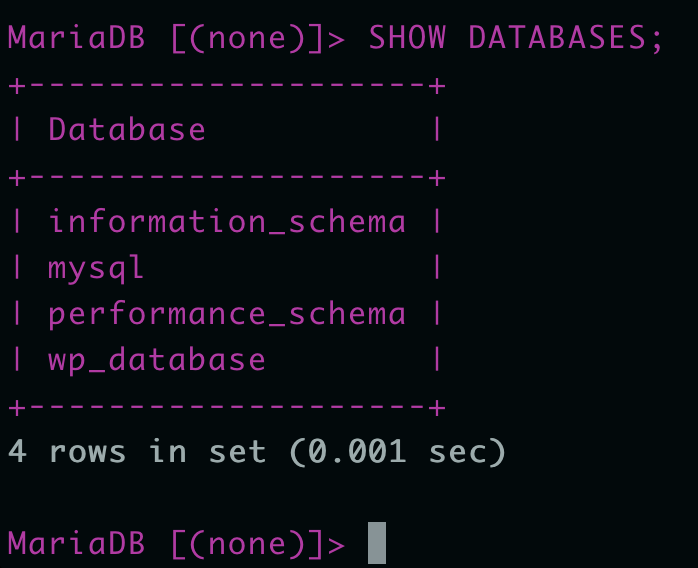 MariaDB [(none)]> SHOW DATABASES;
+--------------------+
| Database           |
+--------------------+
| information_schema |
| mysql              |
| performance_schema |
| wp_database        |
+--------------------+
4 rows in set (0.001 sec)
MariaDB [(none)]>